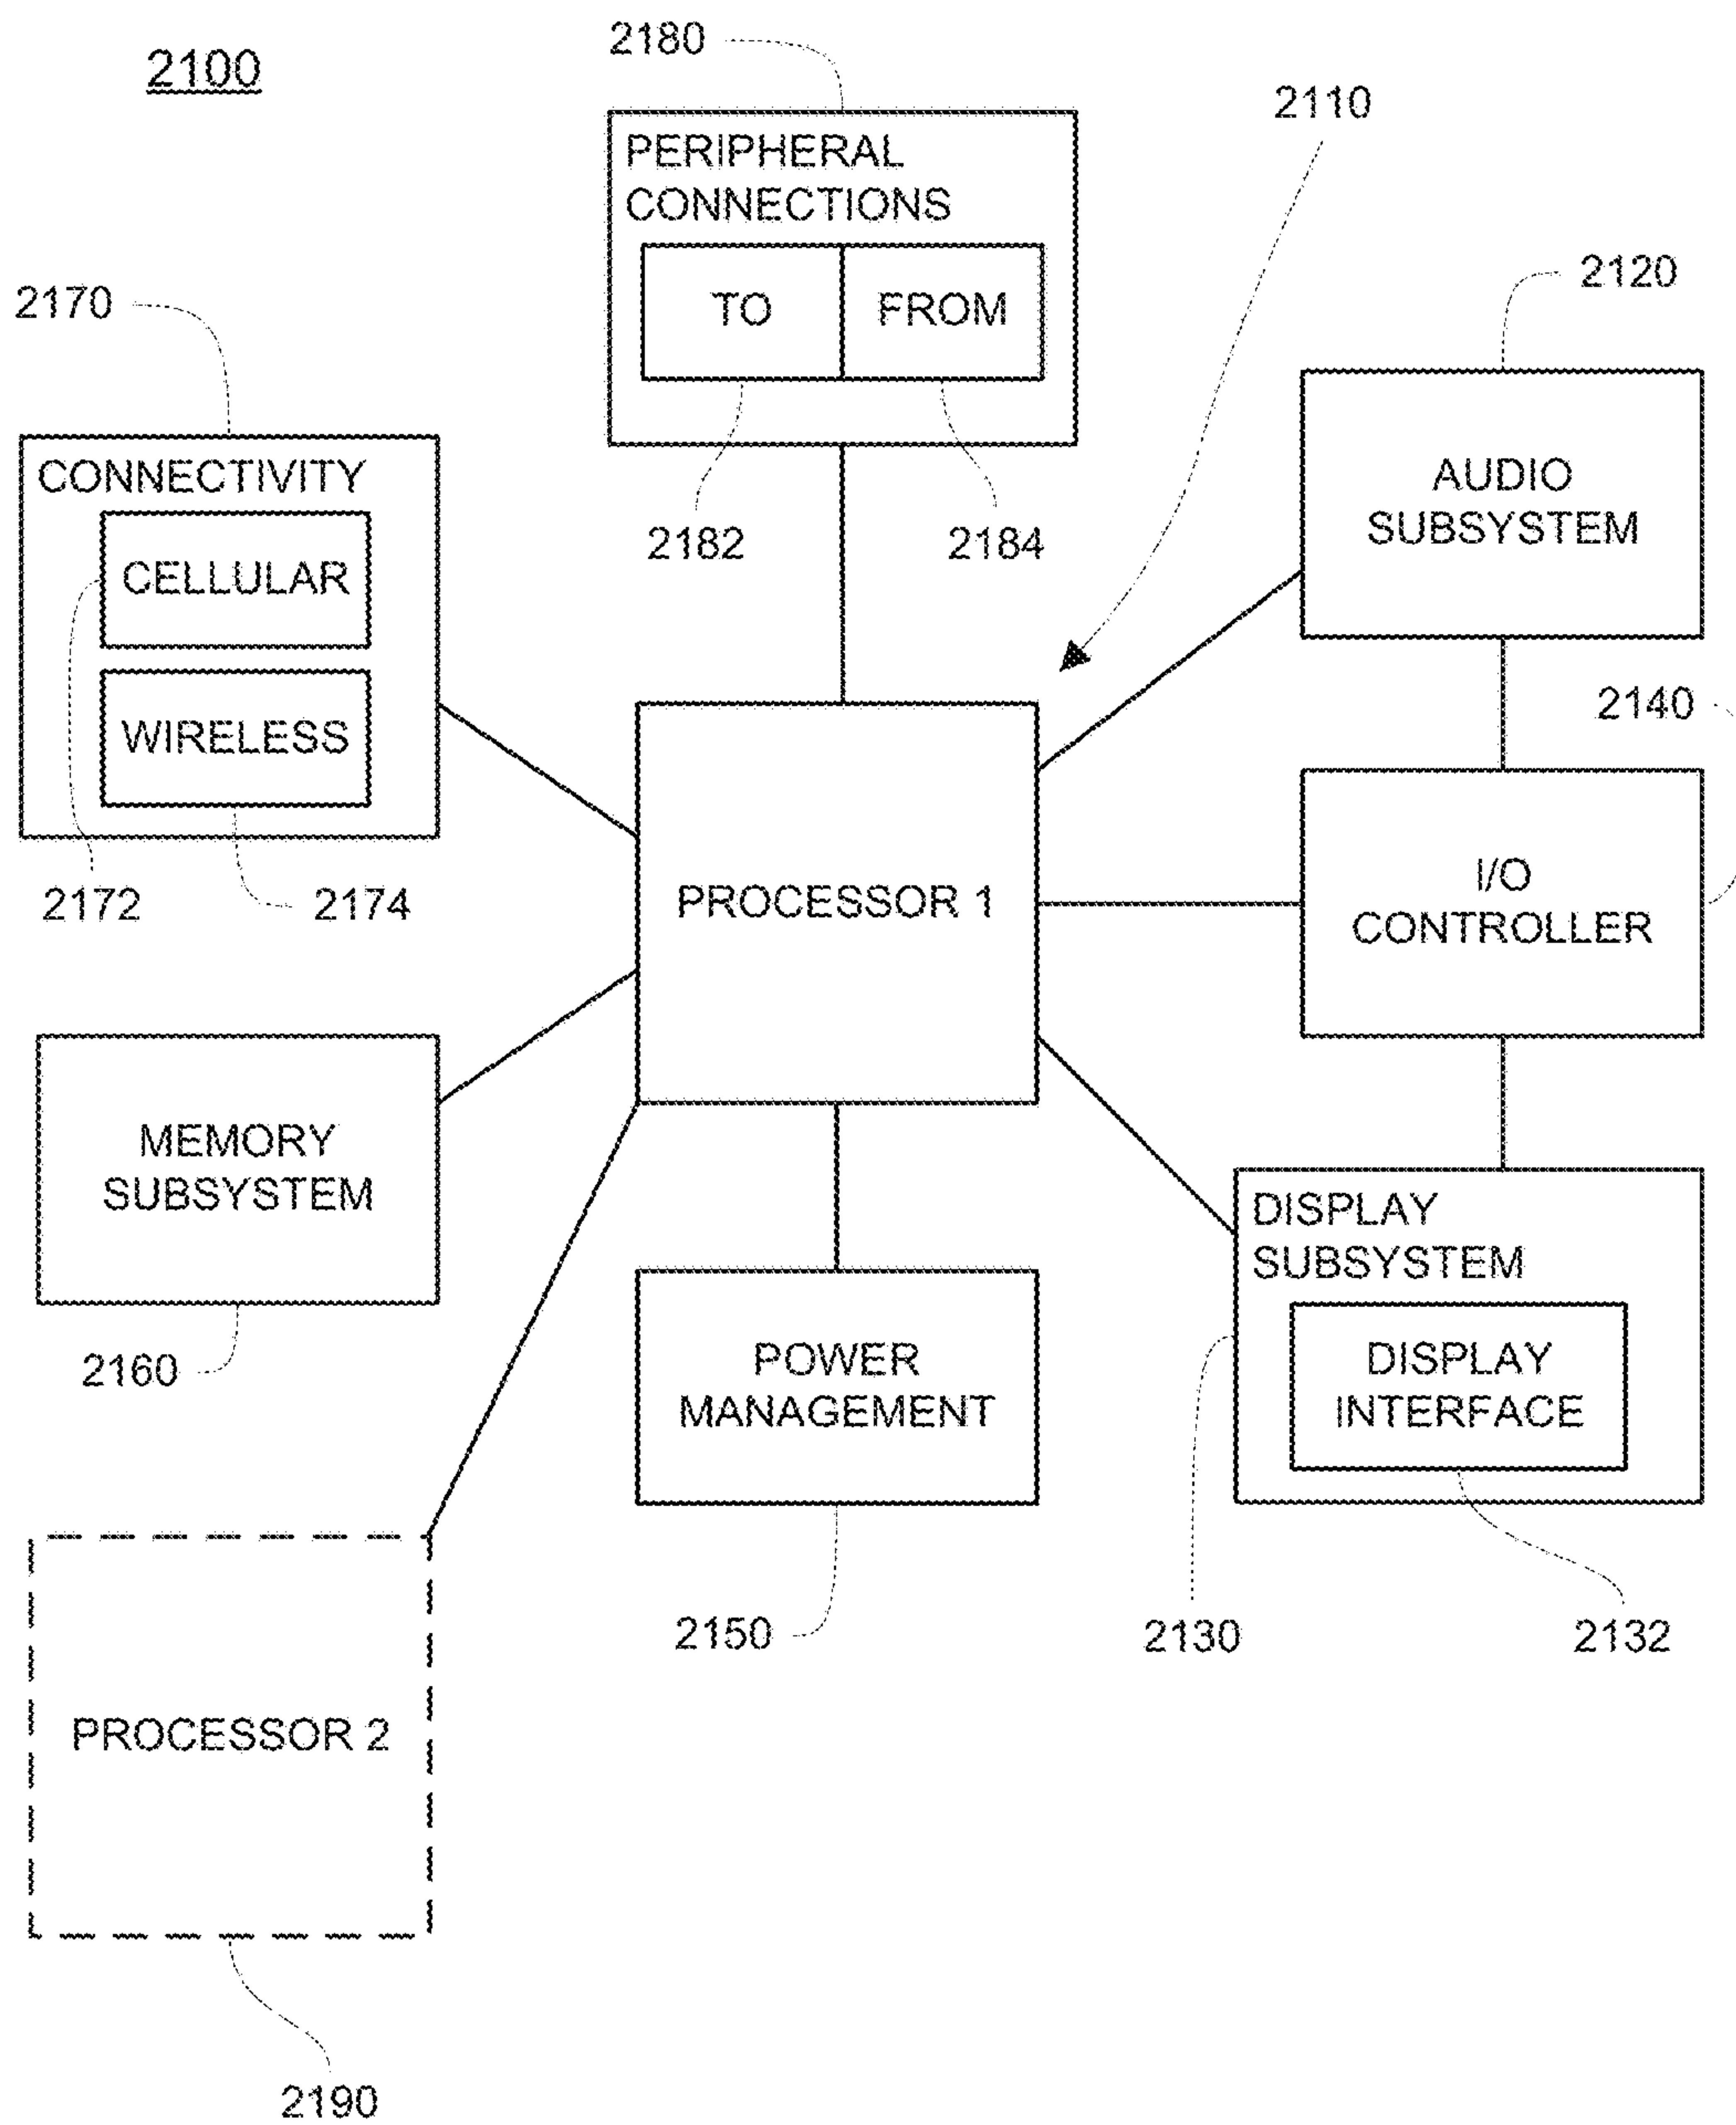 2100
2180
2110
PERIPHERAL
CONNECTIONS
TO
FROM
2170
2120
CONNECTIVITY
CELLULAR
WIRELESS
2182
2184
AUDIO
SUBSYSTEM
2140
2172
2174
PROCESSOR 1
I/O
CONTROLLER
MEMORY
SUBSYSTEM
2160
POWER
MANAGEMENT
DISPLAY
SUBSYSTEM
DISPLAY
INTERFACE
2150
2130
2132
PROCESSOR 2
2190